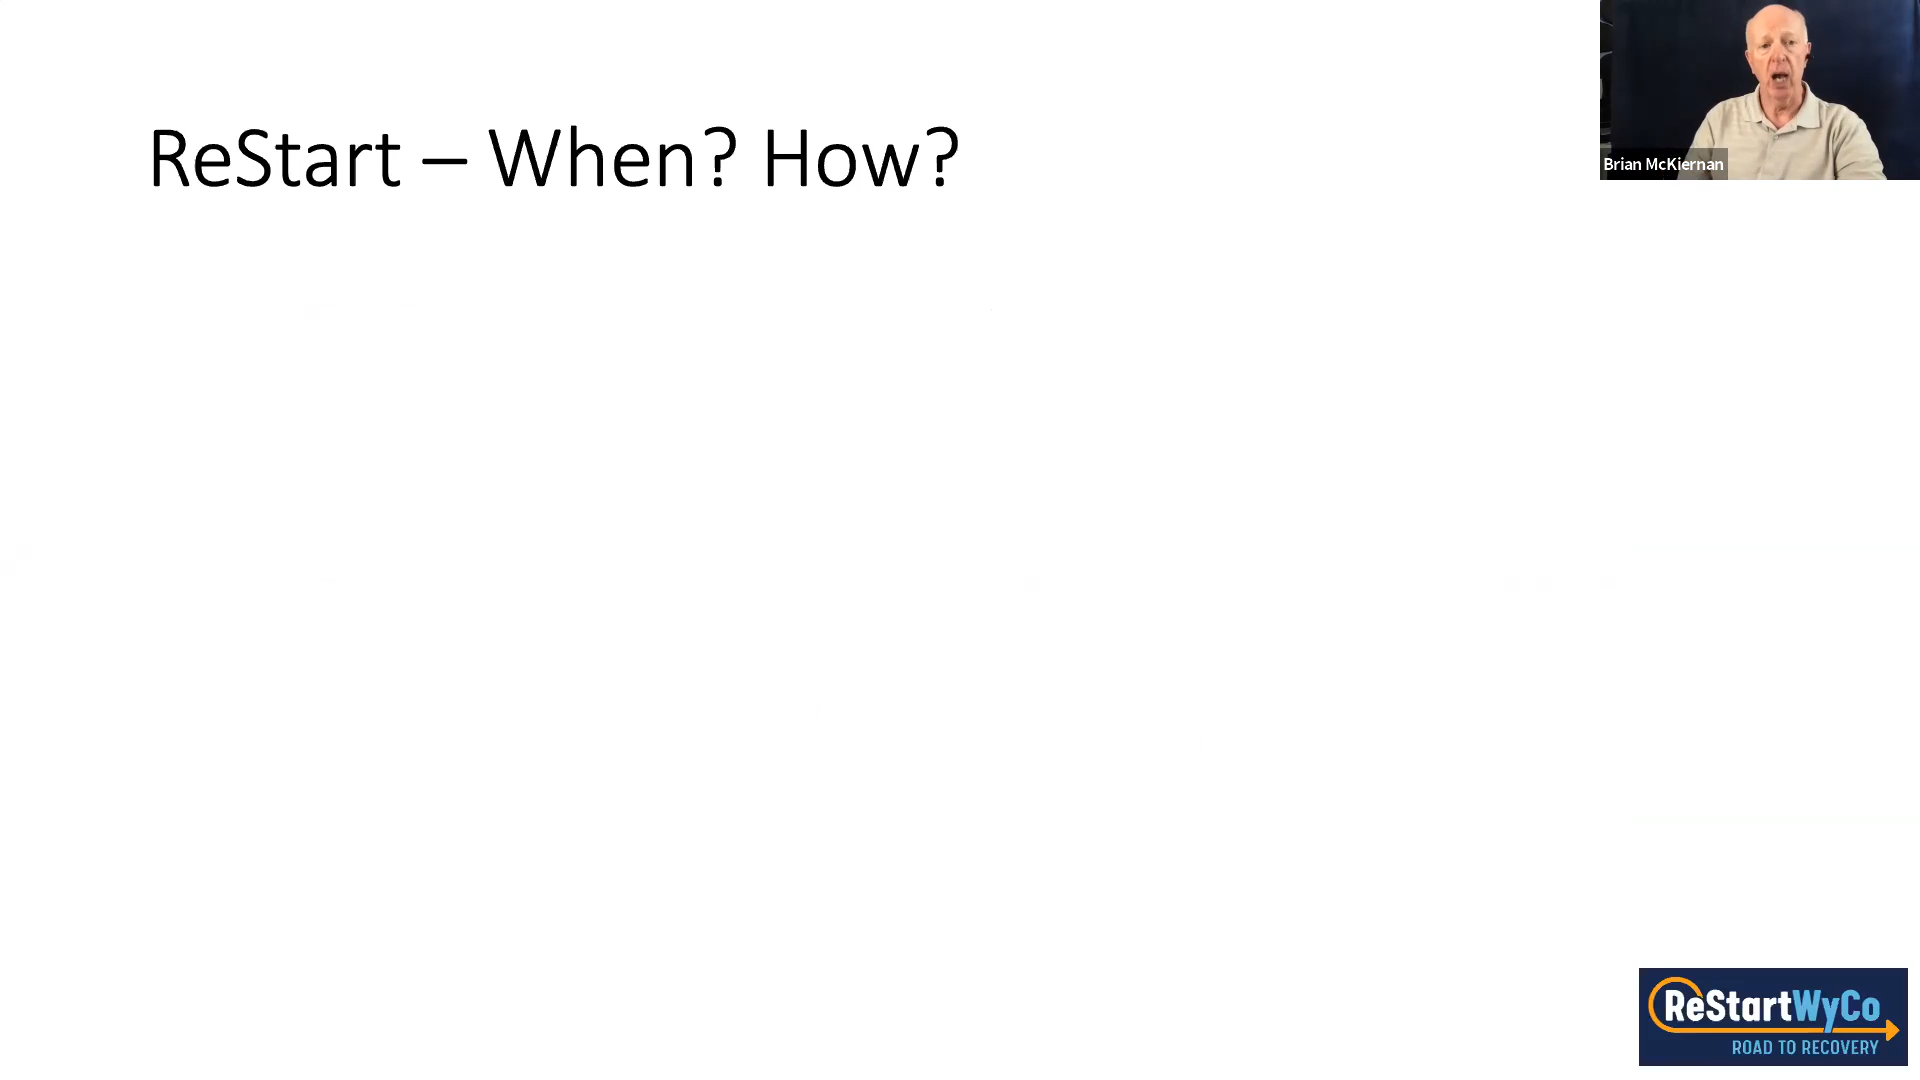 ReStart – When? How?
Brian McKiernan
ReStartWyCo
ROAD TO RECOVERY